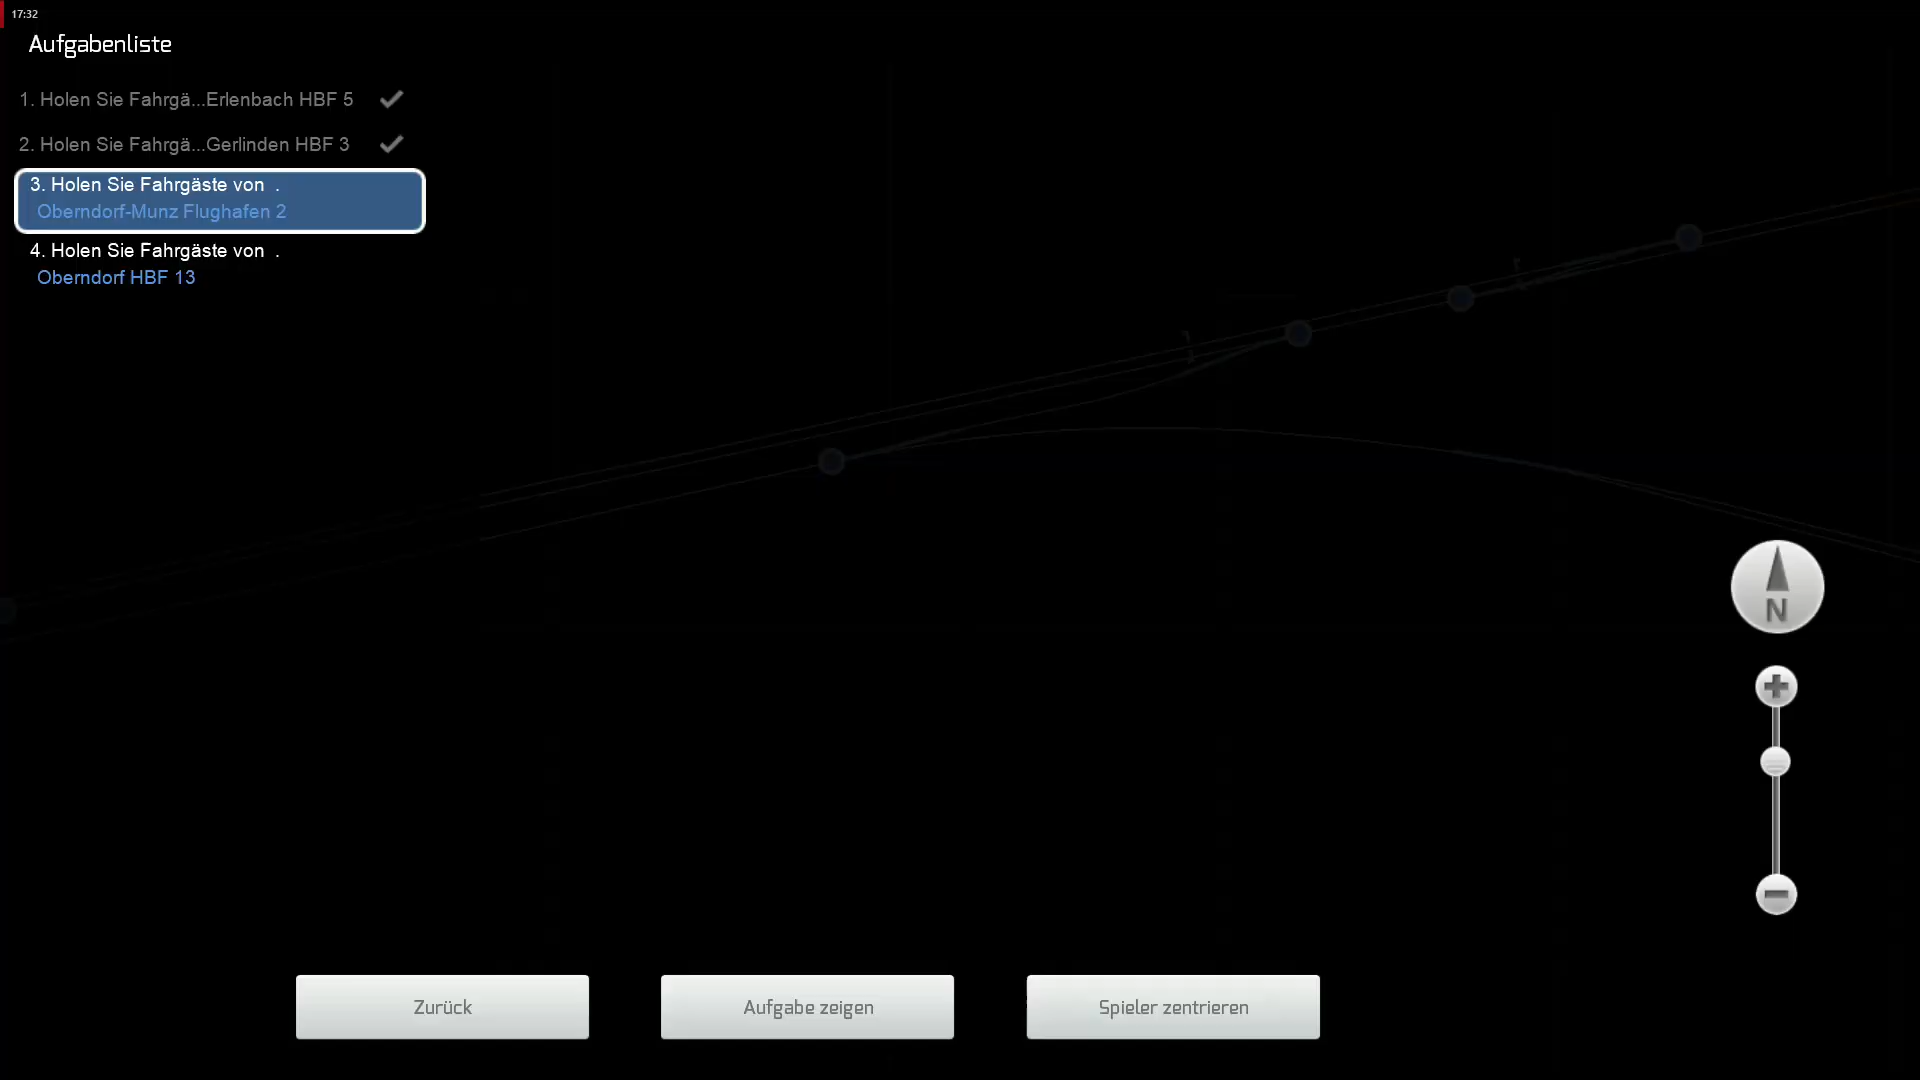 17:32
Aufgabenliste
1. Holen Sie Fahrgä...Erlenbach HBF 5
2. Holen Sie Fahrgä...Gerlinden HBF 3
3. Holen Sie Fahrgäste von .
Oberndorf-Munz Flughafen 2
4. Holen Sie Fahrgäste von .
Oberndorf HBF 13
N
Zurück
Aufgabe zeigen
Spieler zentrieren